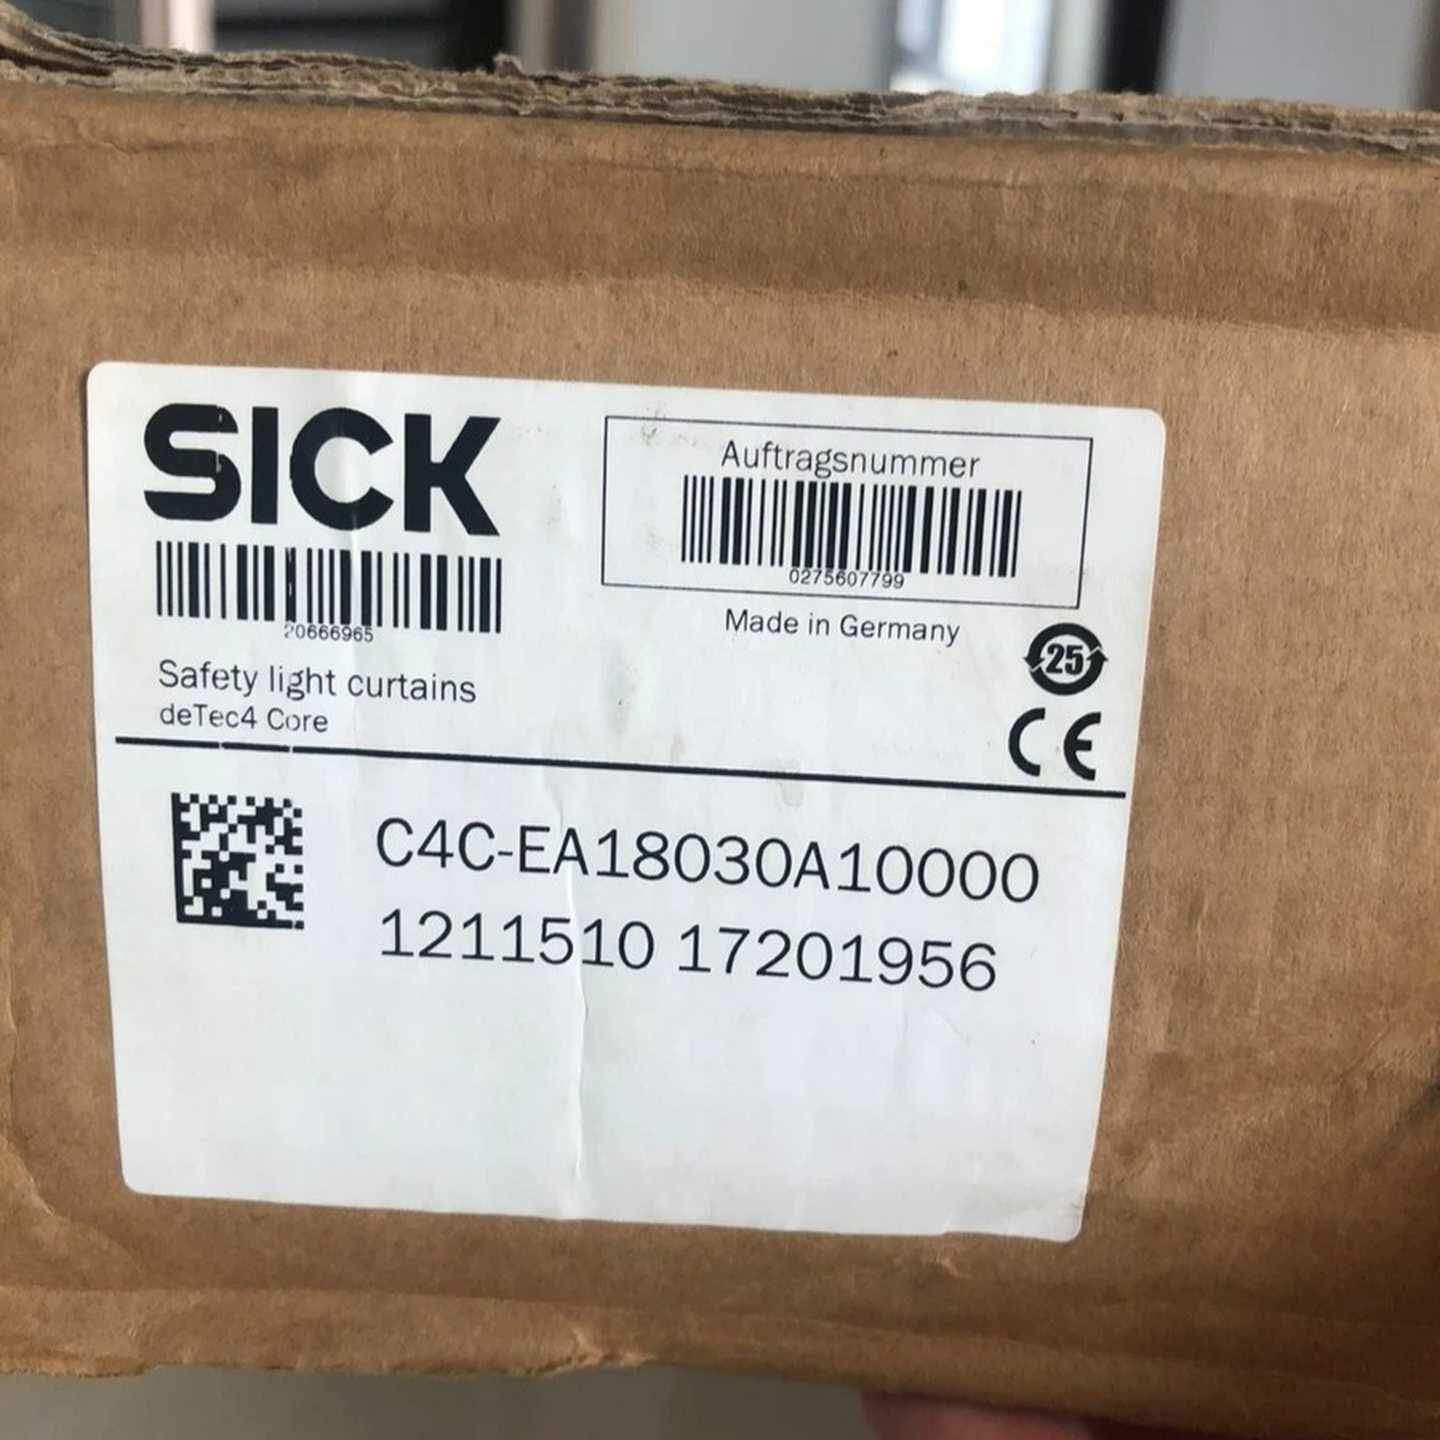 SICK
20666965
Safety light curtains
deTec4 Core
Auftragsnummer
0275607799
Made in Germany
25
CE
C4C-EA18030A10000
1211510 17201956